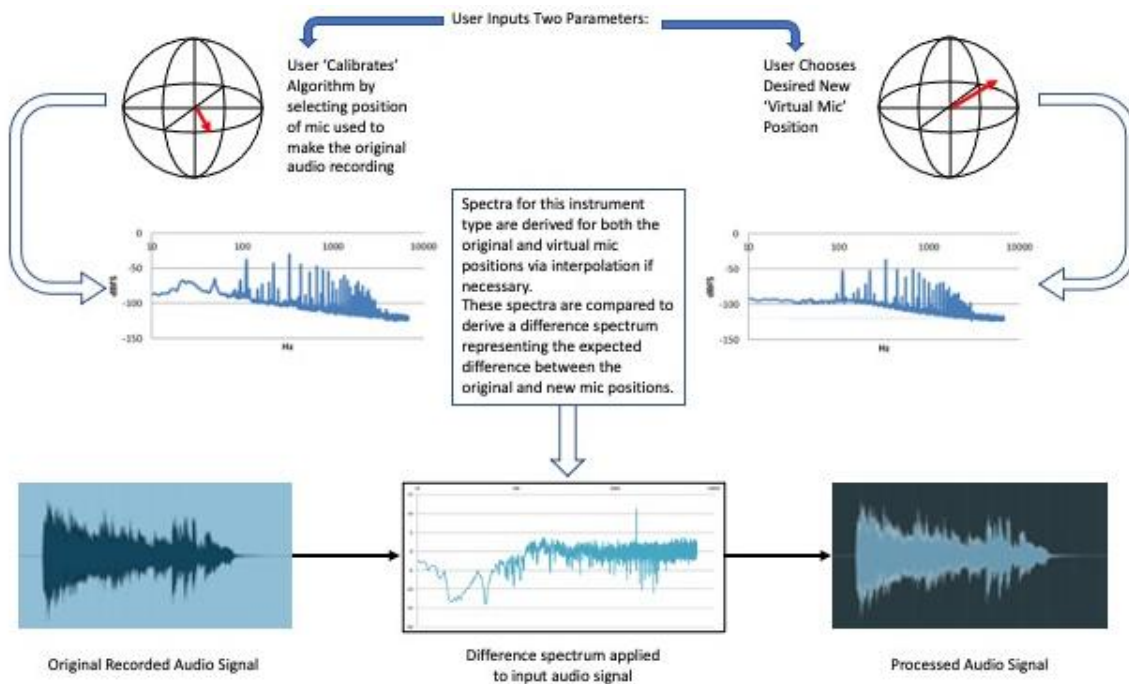 User Inputs Two Parameters:
User 'Calibrates'
Algorithm by
selecting position
of mic used to
make the original
audio recording
User Chooses
Desired New
'Virtual Mic'
Position
Spectra for this instrument
type are derived for both the
original and virtual mic
positions via interpolation if
necessary.
These spectra are compared to
derive a difference spectrum
representing the expected
difference between the
original and new mic positions.
0
10 100 1000 10000
-50
-100
-150
dBFS
Hz
0
10 100 1000 10000
-50
-100
-150
dBFS
Hz
Original Recorded Audio Signal
Difference spectrum applied
to input audio signal
Processed Audio Signal